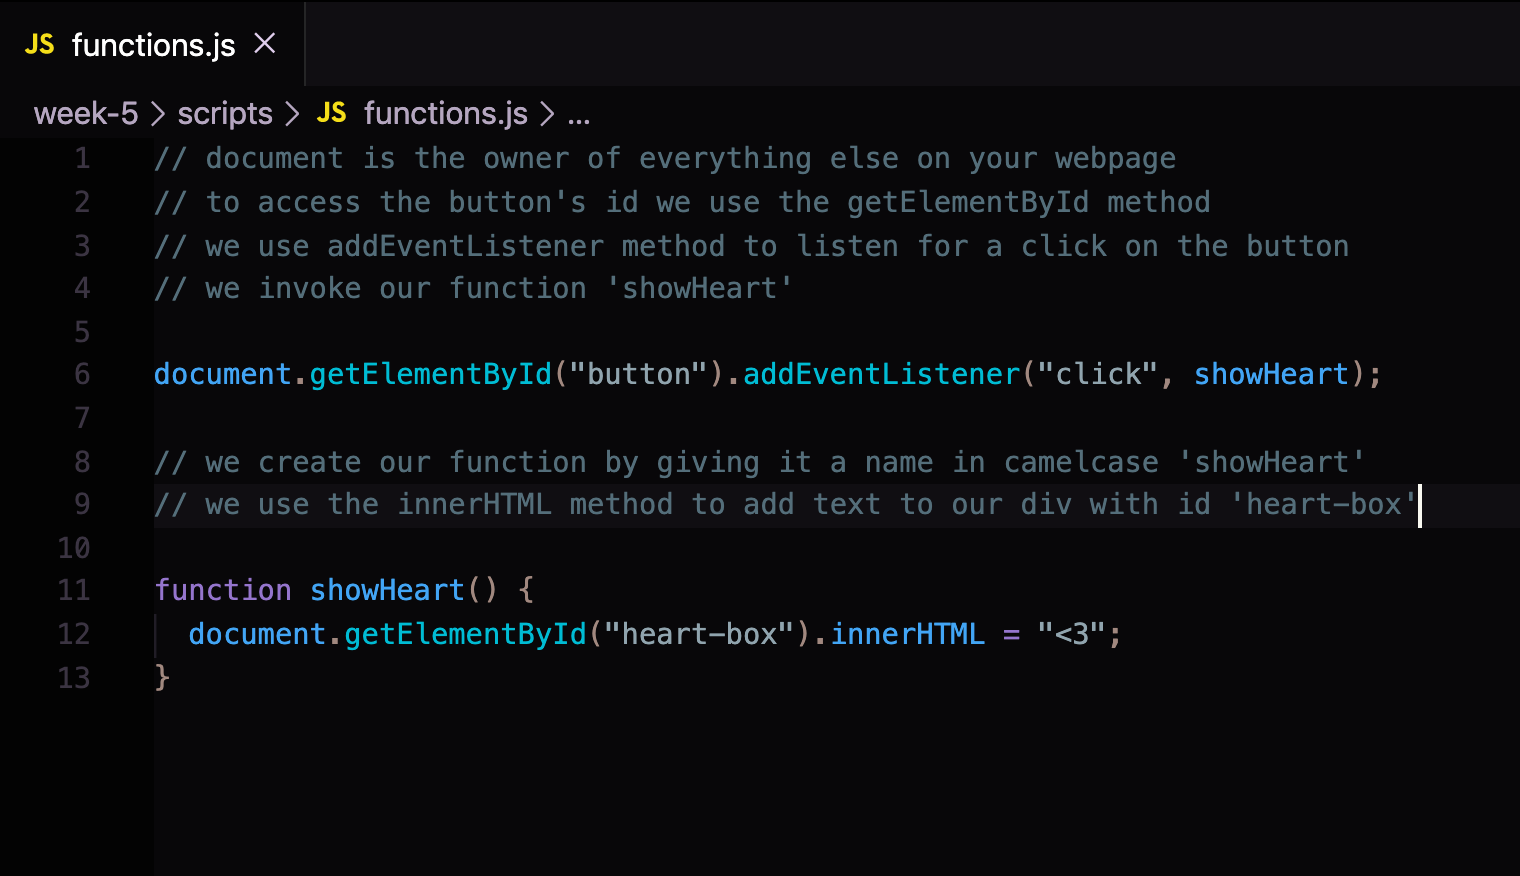 JS functions.js ×
week-5 > scripts > JS functions.js > ...
1 // document is the owner of everything else on your webpage
2 // to access the button's id we use the getElementById method
3 // we use addEventListener method to listen for a click on the button
4 // we invoke our function 'showHeart'
5
6 document.getElementById("button").addEventListener("click", showHeart);
7
8 // we create our function by giving it a name in camelcase 'showHeart'
9 // we use the innerHTML method to add text to our div with id 'heart-box'
10
11 function showHeart() {
12 document.getElementById("heart-box").innerHTML = "<3";
13 }